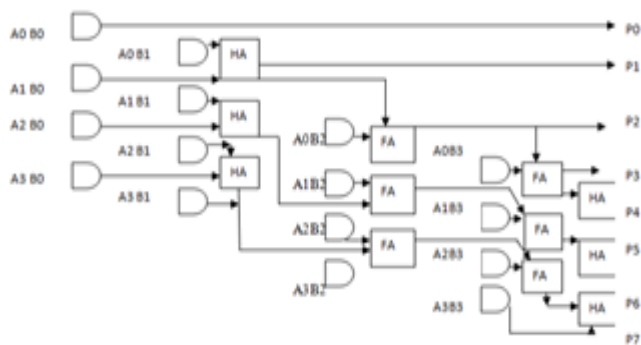 P0
A0 B0
A0 B1
HA
P1
A1 B0
A1 B1
HA
A2 B0
A0B2
FA
P2
A2 B1
HA
A0B3
FA
P3
A3 B0
A1B2
FA
HA
P4
A3 B1
A1B3
FA
A2B2
FA
HA
P5
A2B3
FA
A3B2
A3B3
HA
P6
P7